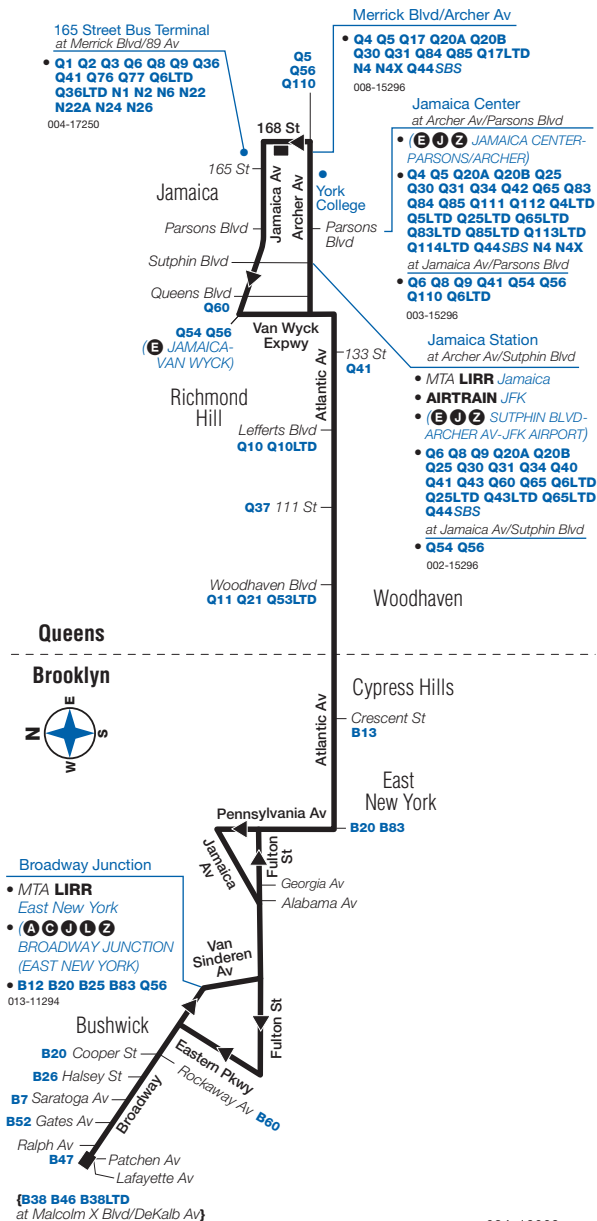 165 Street Bus Terminal
at Merrick Blvd/89 Av
• Q1 Q2 Q3 Q6 Q8 Q9 Q36
Q41 Q76 Q77 Q6LTD
Q36LTD N1 N2 N6 N22
N22A N24 N26
004-17250
Q5
Q56
Q110
Merrick Blvd/Archer Av
• Q4 Q5 Q17 Q20A Q20B
Q30 Q31 Q84 Q85 Q17LTD
N4 N4X Q44SBS
008-15296
Jamaica Center
at Archer Av/Parsons Blvd
• (E J Z JAMAICA CENTER-
PARSONS/ARCHER)
• Q4 Q5 Q20A Q20B Q25
Q30 Q31 Q34 Q42 Q65 Q83
Q84 Q85 Q111 Q112 Q4LTD
Q5LTD Q25LTD Q65LTD
Q83LTD Q85LTD Q113LTD
Q114LTD Q44SBS N4 N4X
at Jamaica Av/Parsons Blvd
• Q6 Q8 Q9 Q41 Q54 Q56
Q110 Q6LTD
003-15296
168 St
165 St
Jamaica
Jamaica Av
Archer Av
York
College
Parsons Blvd
Parsons
Blvd
Sutphin Blvd
Queens Blvd
Q60
Q54 Q56
(E JAMAICA-
VAN WYCK)
Van Wyck
Expwy
Jamaica Station
at Archer Av/Sutphin Blvd
• MTA LIRR Jamaica
• AIRTRAIN JFK
• (E J Z SUTPHIN BLVD-
ARCHER AV-JFK AIRPORT)
• Q6 Q8 Q9 Q20A Q20B
Q25 Q30 Q31 Q34 Q40
Q41 Q43 Q60 Q65 Q6LTD
Q25LTD Q43LTD Q65LTD
Q44SBS
at Jamaica Av/Sutphin Blvd
• Q54 Q56
002-15296
Atlantic Av
133 St
Q41
Richmond
Hill
Lefferts Blvd
Q10 Q10LTD
Q37 111 St
Woodhaven Blvd
Q11 Q21 Q53LTD
Woodhaven
Queens
Brooklyn
N
E
S
W
Cypress Hills
Atlantic Av
Crescent St
B13
East
New York
Pennsylvania Av
B20 B83
Jamaica
Av
Fulton
St
Georgia Av
Alabama Av
Broadway Junction
• MTA LIRR
East New York
• (A C J L Z
BROADWAY JUNCTION
(EAST NEW YORK)
• B12 B20 B25 B83 Q56
013-11294
Van
Sinderen
Av
Fulton St
Bushwick
Eastern Pkwy
Rockaway Av B60
B20 Cooper St
B26 Halsey St
B7 Saratoga Av
B52 Gates Av
Broadway
Ralph Av
B47
Patchen Av
Lafayette Av
{B38 B46 B38LTD
at Malcolm X Blvd/DeKalb Av}